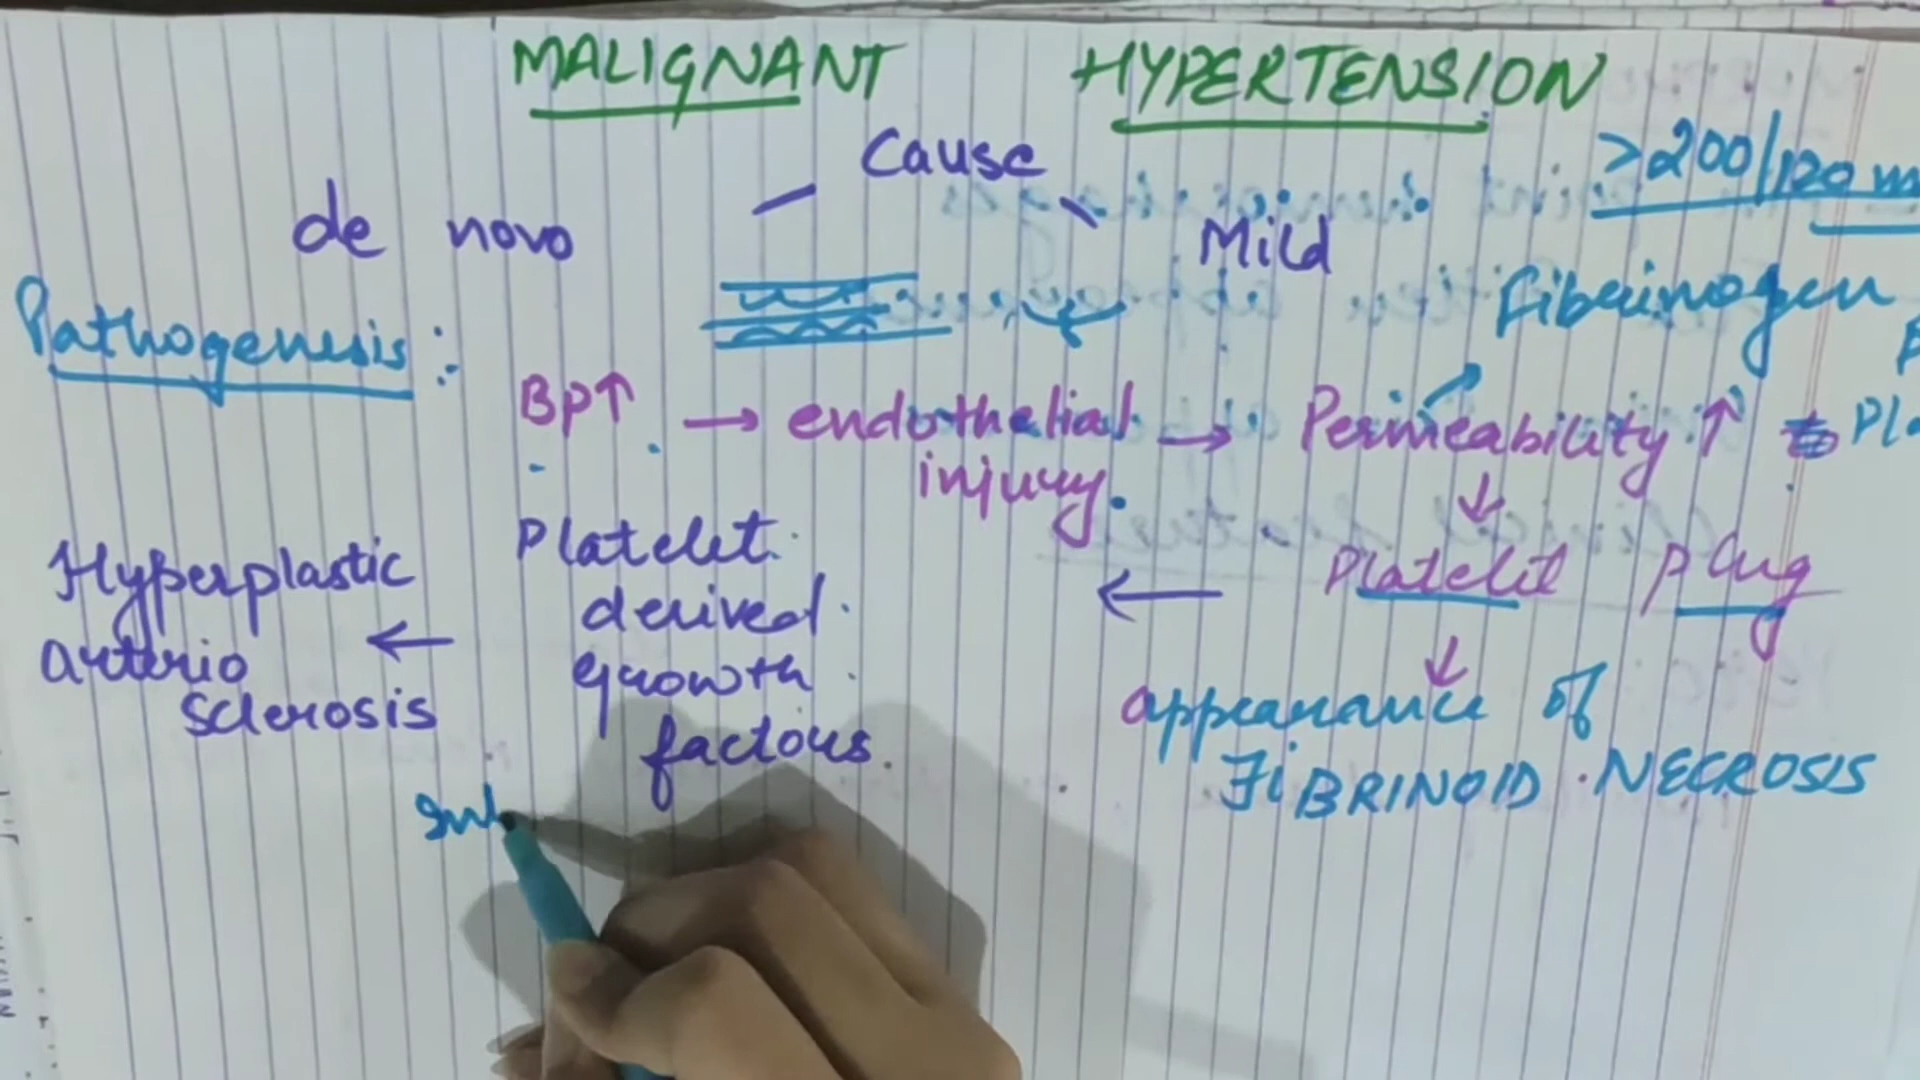 MALIGNANT HYPERTENSION
Cause
>200/120 m
de novo
Mild
Fibrinogen
Pathogenesis:
BP↑ → endothelial injury → Permeability ↑
Pla
Platelet plug
Platelet
derived
growth
factors
Hyperplastic
arterio
sclerosis
appearance of
FIBRINOID NECROSIS